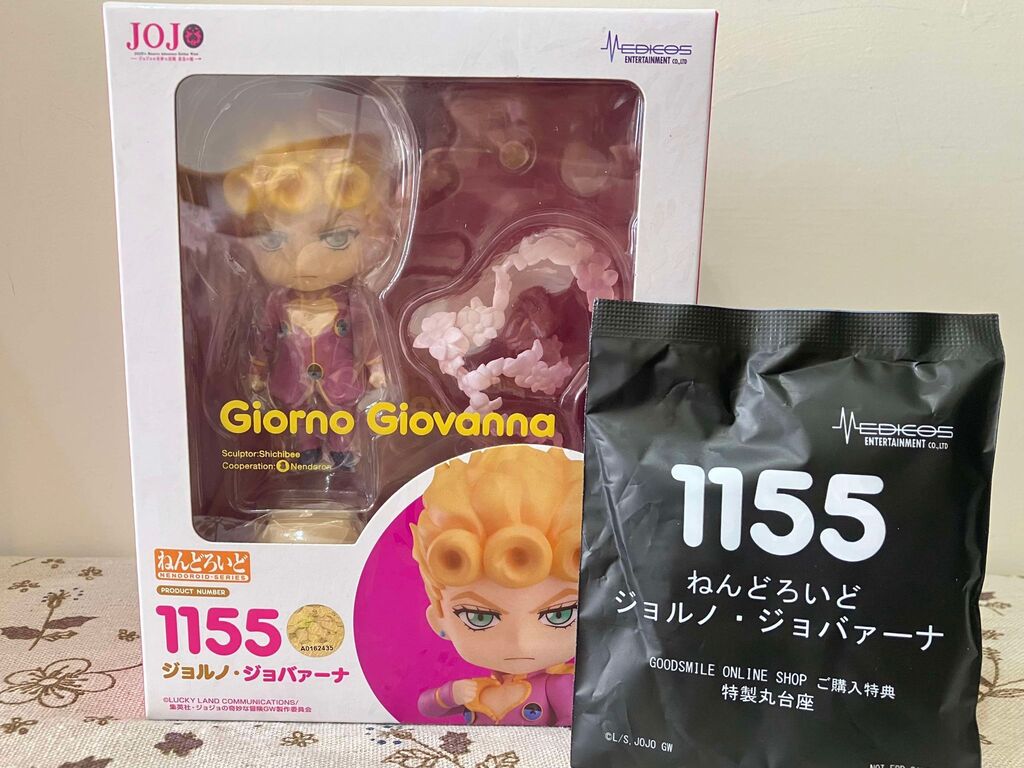 JOJO
MEDICOS
ENTERTAINMENT CO.,LTD
Giorno Giovanna
Sculptor:Shichibee
Cooperation: Nendoron
ねんどろいど
NENDOROID・SERIES
PRODUCT NUMBER
1155
A0162435
ジョルノ・ジョバァーナ
©LUCKY LAND COMMUNICATIONS/
集英社・ジョジョの奇妙な冒険GW製作委員会
MEDICOS
ENTERTAINMENT CO.,LTD
1155
ねんどろいど
ジョルノ・ジョバァーナ
GOODSMILE ONLINE SHOP ご購入特典
特製丸台座
©L/S,JOJO GW